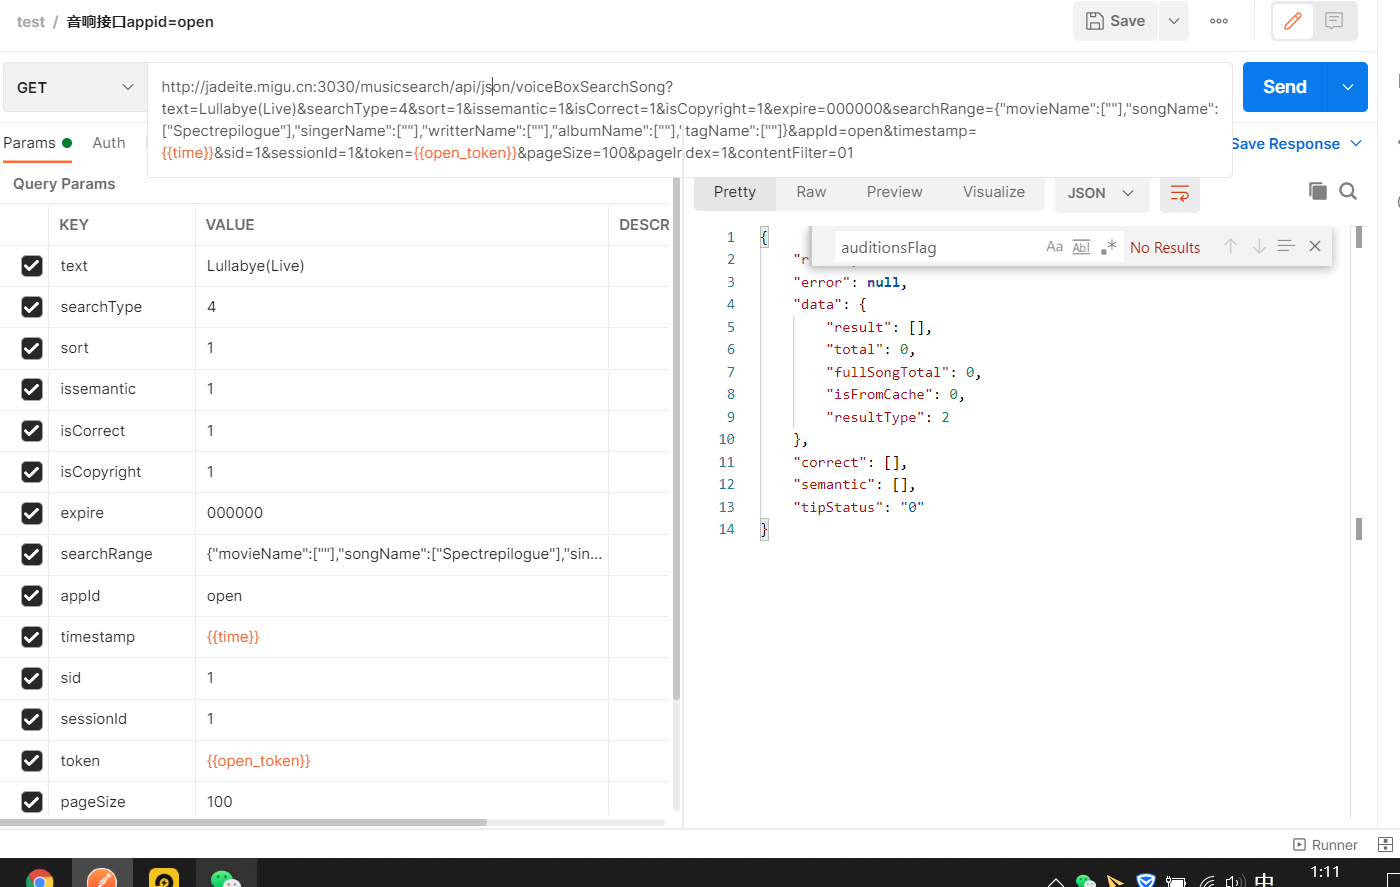 test / 音响接口appid=open
Save
GET
http://jadeite.migu.cn:3030/musicsearch/api/json/voiceBoxSearchSong?
text=Lullabye(Live)&searchType=4&sort=1&issemantic=1&isCorrect=1&isCopyright=1&expire=000000&searchRange={"movieName":[""],"songName":
["Spectrepilogue"],"singerName":[""],"writterName":[""],"albumName":[""],"tagName":[""]}&appId=open&timestamp=
{{time}}&sid=1&sessionId=1&token={{open_token}}&pageSize=100&pageIndex=1&contentFilter=01
Send
Params
Auth
Save Response
Query Params
Pretty Raw Preview Visualize JSON
KEY VALUE DESCR
text Lullabye(Live)
searchType 4
sort 1
issemantic 1
isCorrect 1
isCopyright 1
expire 000000
searchRange {"movieName":[""],"songName":["Spectrepilogue"],"sin...
appId open
timestamp {{time}}
sid 1
sessionId 1
token {{open_token}}
pageSize 100
auditionsFlag Aa Abl .* No Results
1 {
2
3 "error": null,
4 "data": {
5 "result": [],
6 "total": 0,
7 "fullSongTotal": 0,
8 "isFromCache": 0,
9 "resultType": 2
10 },
11 "correct": [],
12 "semantic": [],
13 "tipStatus": "0"
14 }
Runner
中
1:11